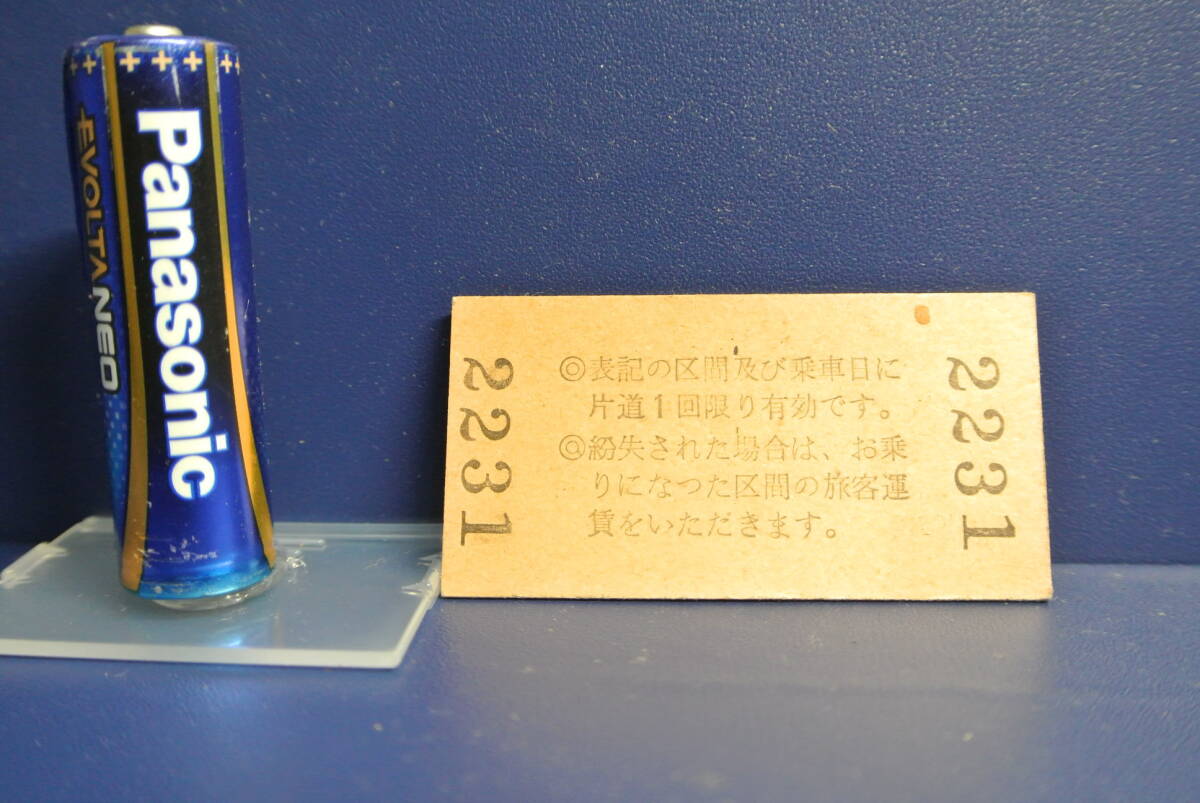 Panasonic
EVOLTA NEO
2231
◎表記の区間及び乗車日に
片道1回限り有効です。
◎紛失された場合は、お乗
りになつた区間の旅客運
賃をいただきます。
2231